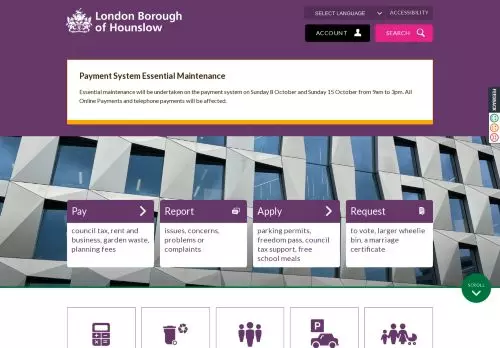 London Borough
of Hounslow
SELECT LANGUAGE
ACCESSIBILITY
ACCOUNT
SEARCH
Payment System Essential Maintenance
Essential maintenance will be undertaken on the payment system on Sunday 8 October and Sunday 15 October from 9am to 3pm. All
Online Payments and telephone payments will be affected.
FEEDBACK
Pay
council tax, rent and
business, garden waste,
planning fees
Report
issues, concerns,
problems or
complaints
Apply
parking permits,
freedom pass, council
tax support, free
school meals
Request
to vote, larger wheelie
bin, a marriage
certificate
SCROLL
P